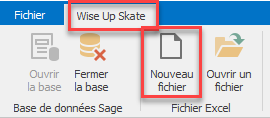 Fichier Wise Up Skate
Ouvrir la base
Fermer la base
Nouveau fichier
Ouvrir un fichier
Base de données Sage
Fichier Excel